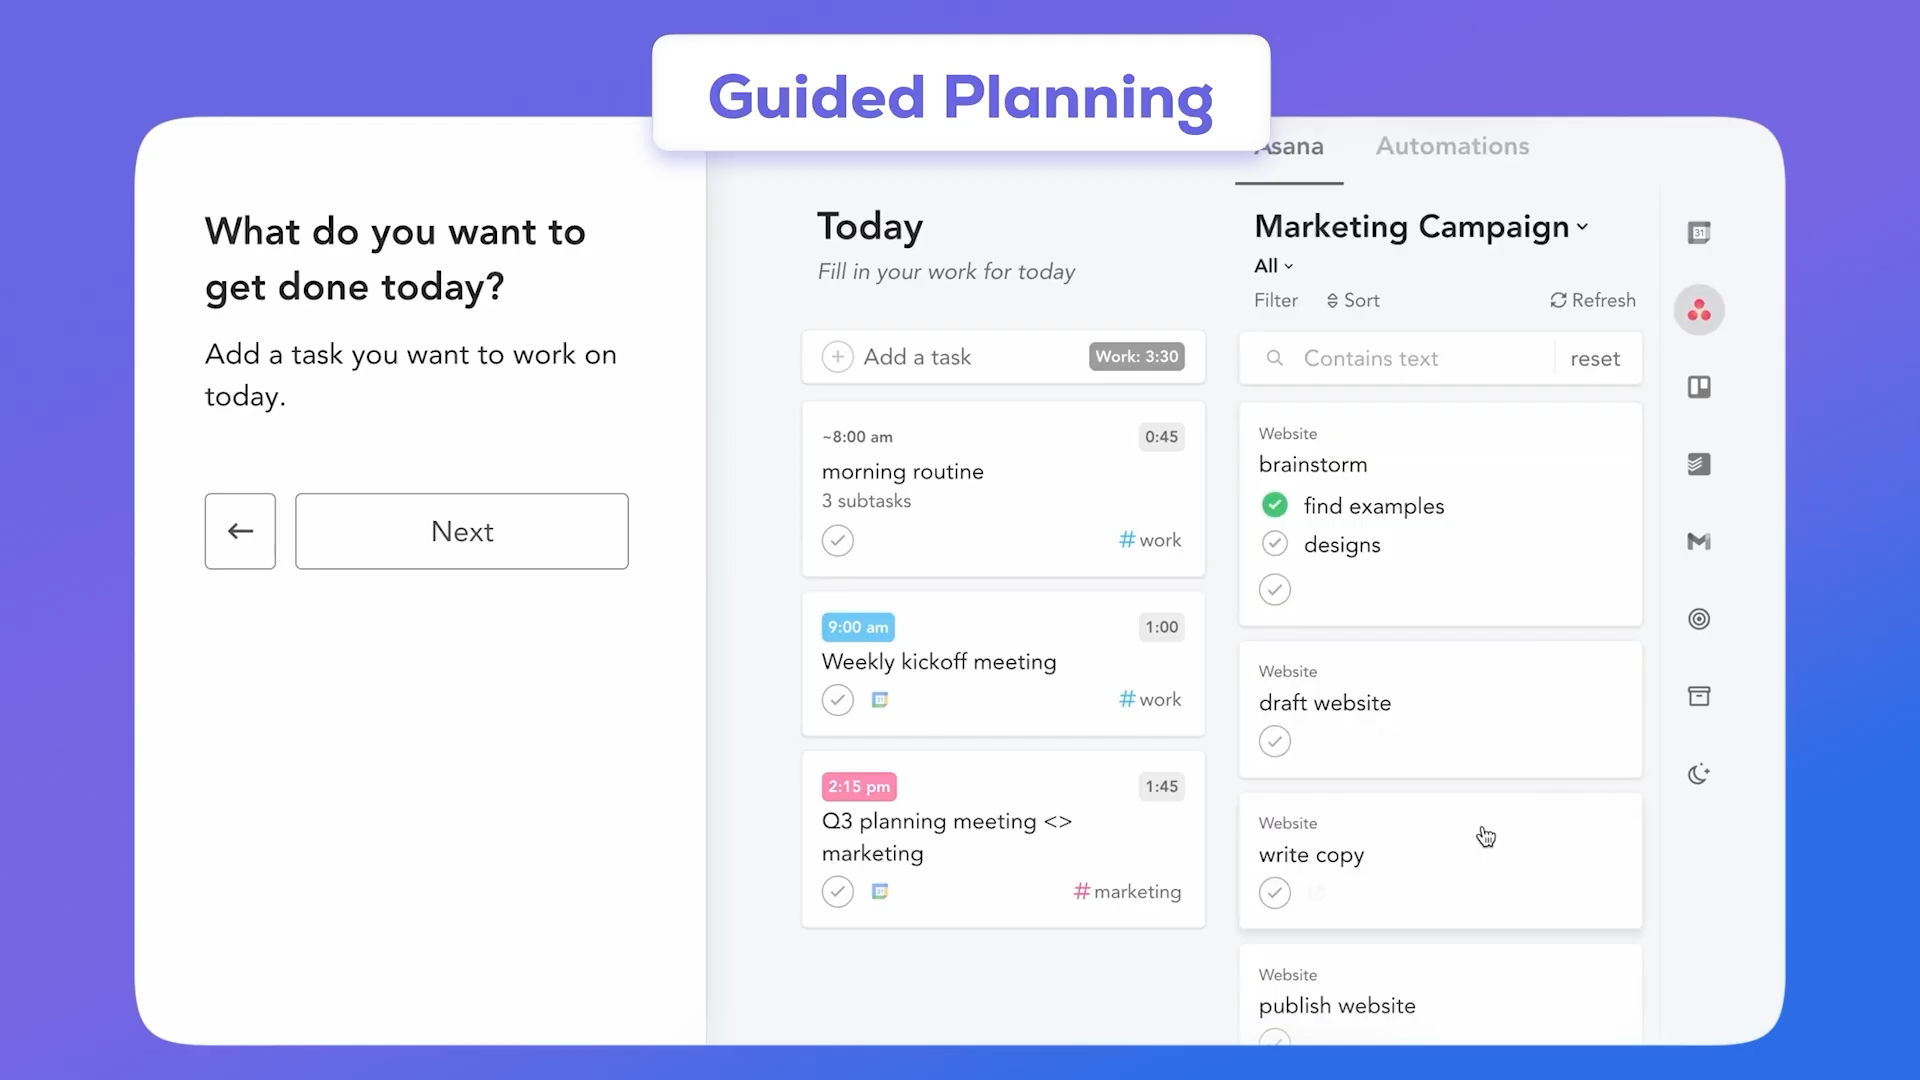 Guided Planning
What do you want to
get done today?
Add a task you want to work on
today.
Next
Today
Fill in your work for today
Add a task
Work: 3:30
~8:00 am
0:45
morning routine
3 subtasks
#work
9:00 am
1:00
Weekly kickoff meeting
#work
2:15 pm
1:45
Q3 planning meeting <>
marketing
#marketing
Asana
Automations
Marketing Campaign
All
Filter
Sort
Refresh
Contains text
reset
Website
brainstorm
find examples
designs
Website
draft website
Website
write copy
Website
publish website
31